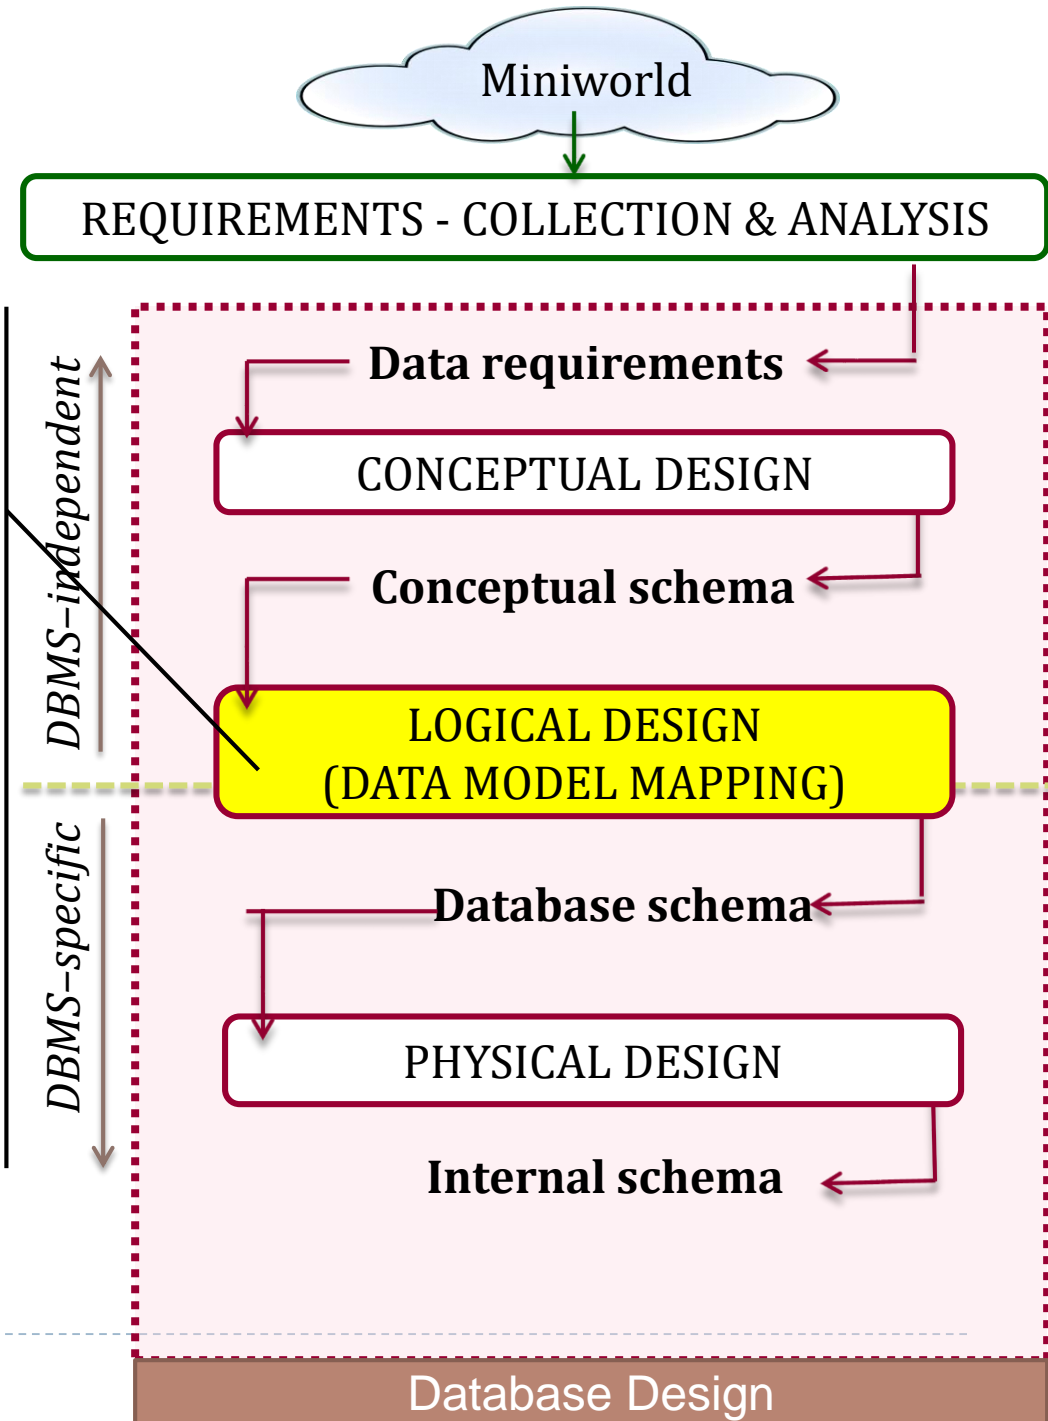 Miniworld
REQUIREMENTS - COLLECTION & ANALYSIS
Data requirements
DBMS–independent
CONCEPTUAL DESIGN
Conceptual schema
LOGICAL DESIGN
(DATA MODEL MAPPING)
Database schema
DBMS–specific
PHYSICAL DESIGN
Internal schema
Database Design